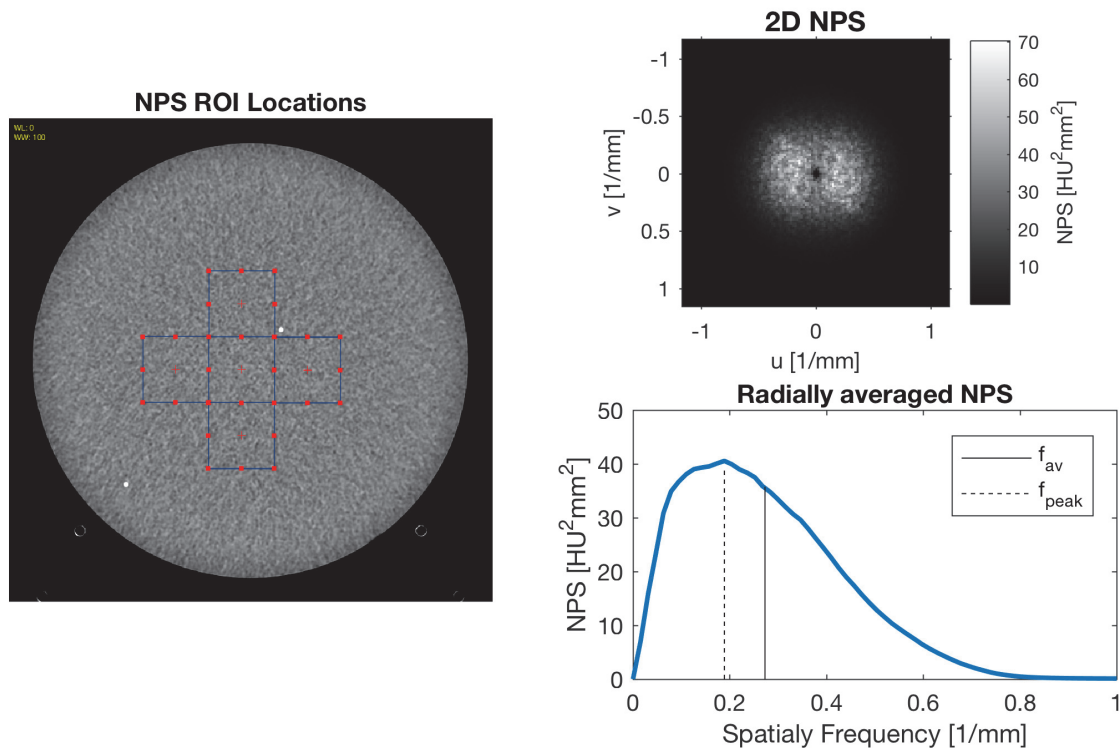 NPS ROI Locations
WL: 0
WW: 100
2D NPS
-1
-0.5
0
0.5
1
v [1/mm]
-1
0
1
u [1/mm]
70
60
50
40
30
20
10
NPS [HU²mm²]
Radially averaged NPS
50
40
30
20
10
0
NPS [HU²mm²]
f_av
f_peak
0
0.2
0.4
0.6
0.8
1
Spatialy Frequency [1/mm]